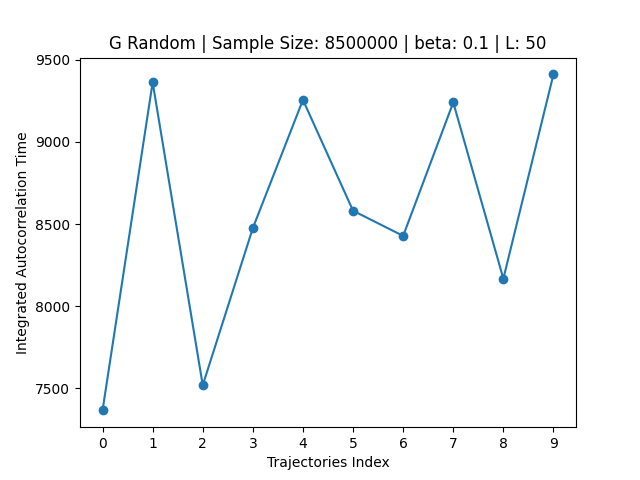 G Random | Sample Size: 8500000 | beta: 0.1 | L: 50
Integrated Autocorrelation Time
9500
9000
8500
8000
7500
0 1 2 3 4 5 6 7 8 9
Trajectories Index